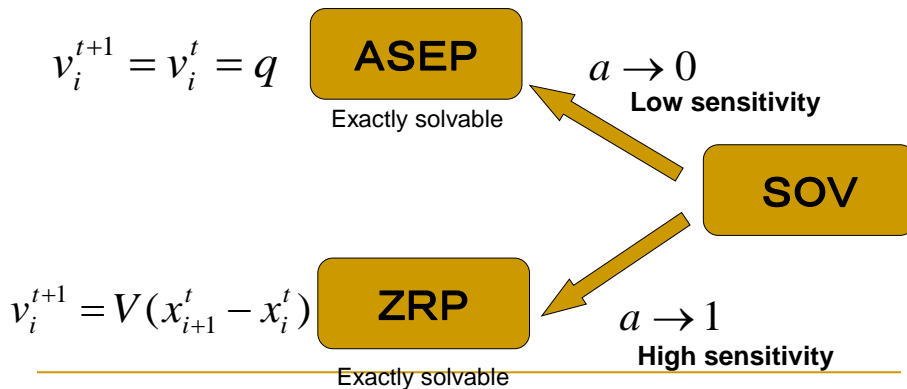 v_i^{t+1} = v_i^t = q
ASEP
Exactly solvable
a → 0
Low sensitivity
SOV
v_i^{t+1} = V(x_{i+1}^t − x_i^t)
ZRP
Exactly solvable
a → 1
High sensitivity